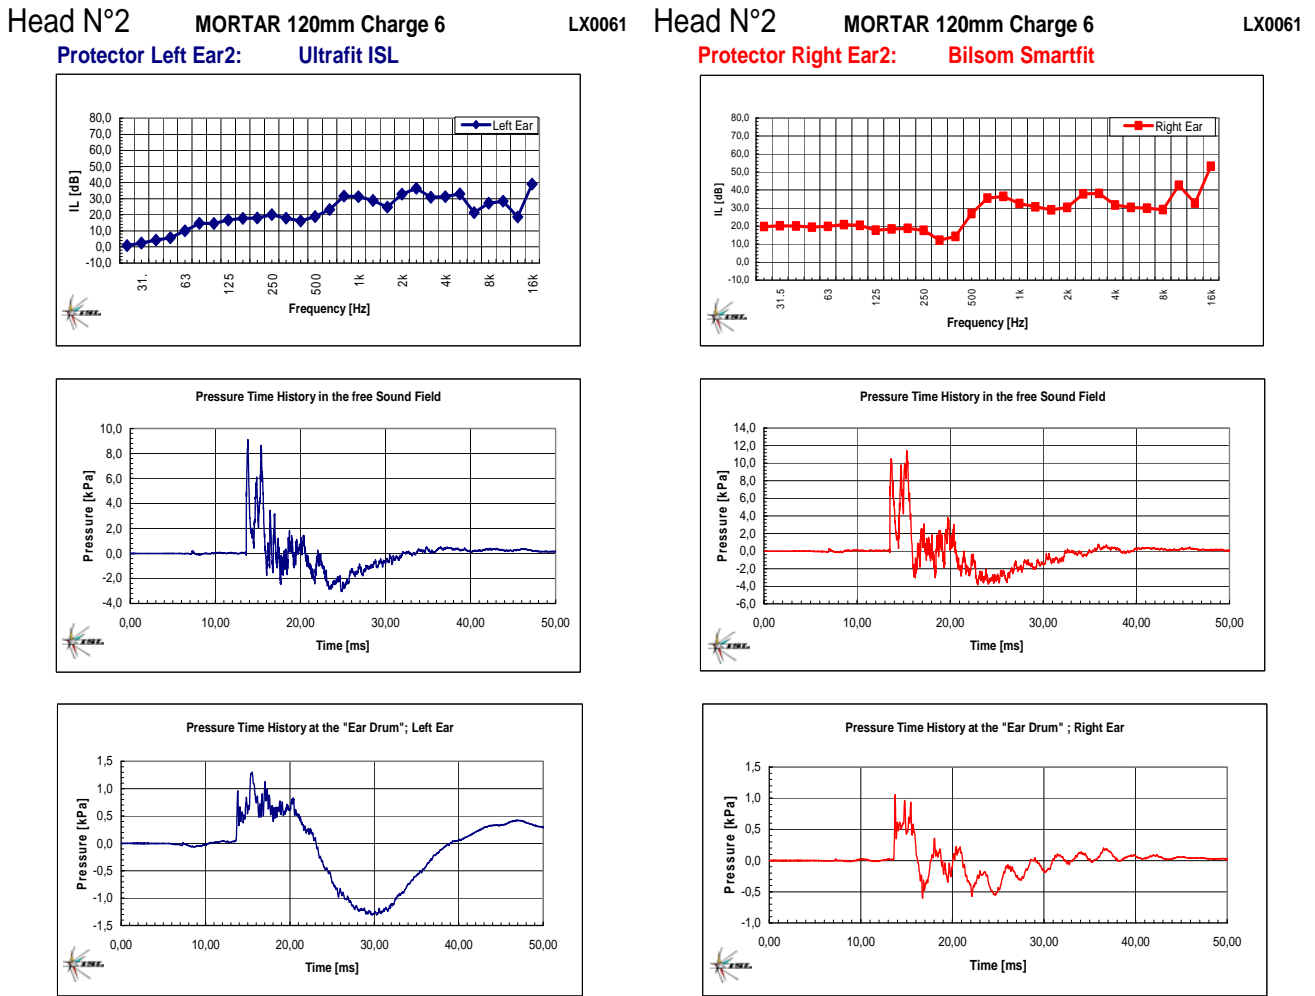 Head N°2 MORTAR 120mm Charge 6 LX0061
Protector Left Ear2: Ultrafit ISL
80,0
70,0
60,0
50,0
40,0
30,0
20,0
10,0
0,0
-10,0
IL [dB]
Left Ear
31. 63 125 250 500 1k 2k 4k 8k 16k
Frequency [Hz]
ISL
Pressure Time History in the free Sound Field
10,0
8,0
6,0
4,0
2,0
0,0
-2,0
-4,0
Pressure [kPa]
0,00 10,00 20,00 30,00 40,00 50,00
Time [ms]
ISL
Pressure Time History at the "Ear Drum"; Left Ear
1,5
1,0
0,5
0,0
-0,5
-1,0
-1,5
Pressure [kPa]
0,00 10,00 20,00 30,00 40,00 50,00
Time [ms]
ISL
Head N°2 MORTAR 120mm Charge 6 LX0061
Protector Right Ear2: Bilsom Smartfit
80,0
70,0
60,0
50,0
40,0
30,0
20,0
10,0
0,0
-10,0
IL [dB]
Right Ear
31.5 63 125 250 500 1k 2k 4k 8k 16k
Frequency [Hz]
ISL
Pressure Time History in the free Sound Field
14,0
12,0
10,0
8,0
6,0
4,0
2,0
0,0
-2,0
-4,0
-6,0
Pressure [kPa]
0,00 10,00 20,00 30,00 40,00 50,00
Time [ms]
ISL
Pressure Time History at the "Ear Drum" ; Right Ear
1,5
1,0
0,5
0,0
-0,5
-1,0
Pressure [kPa]
0,00 10,00 20,00 30,00 40,00 50,00
Time [ms]
ISL